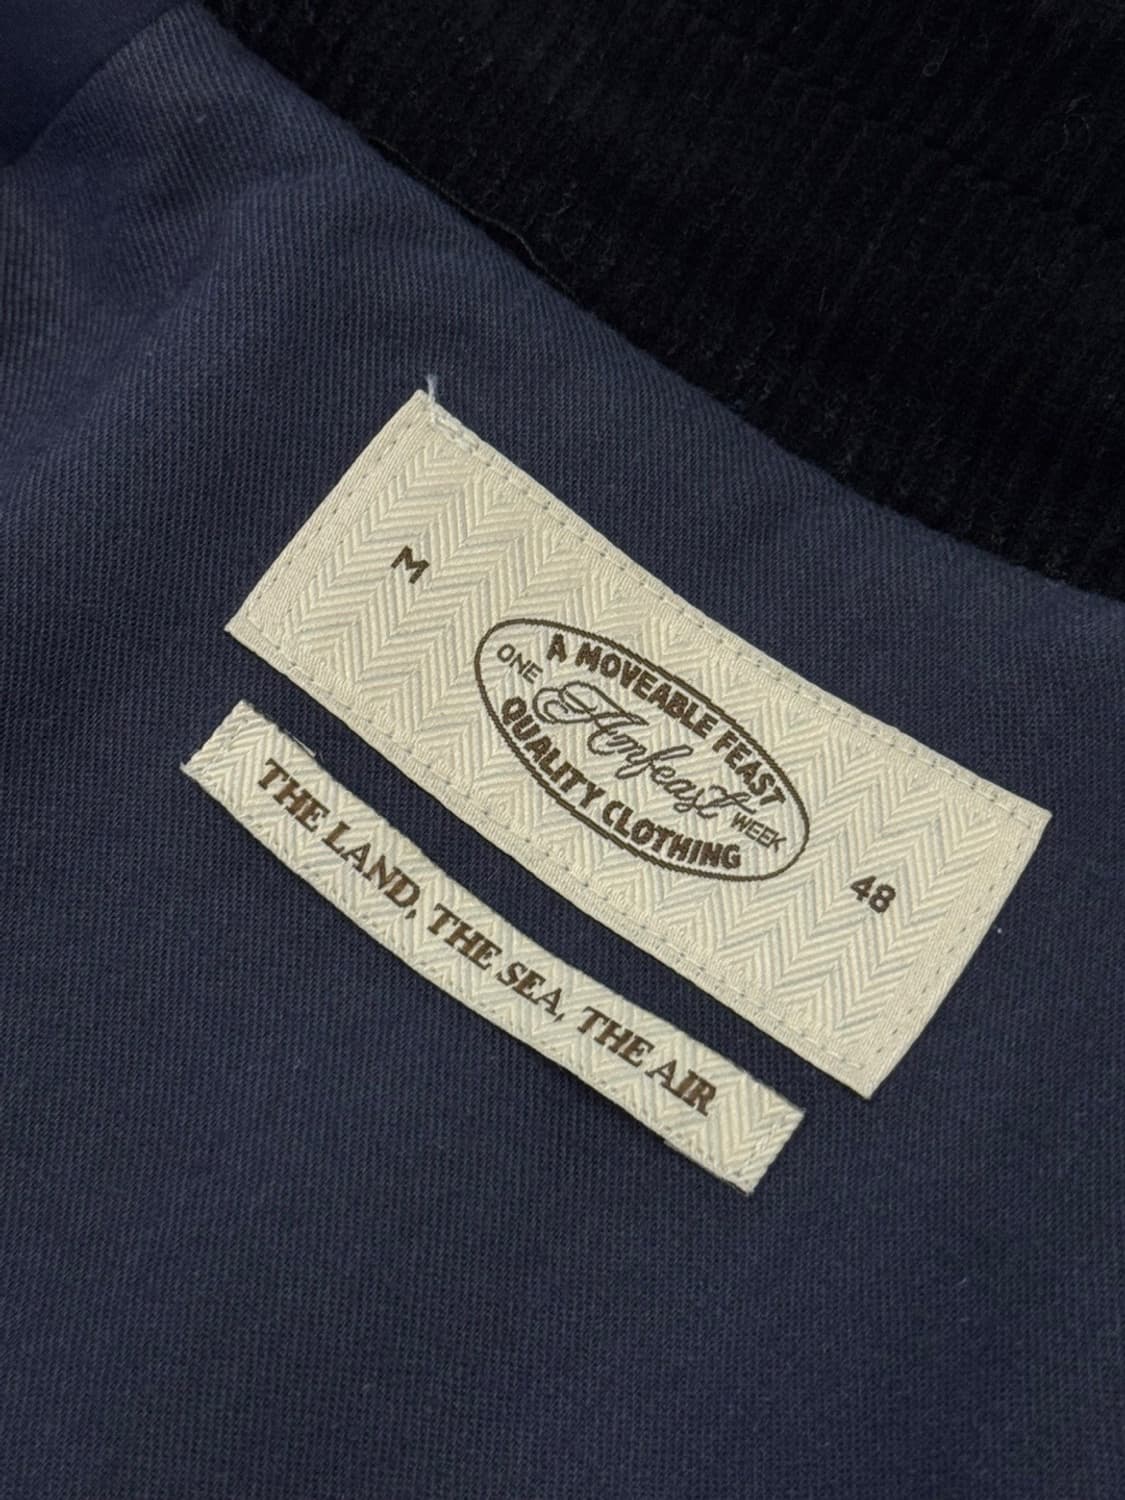 M
A MOVEABLE FEAST
ONE
Amfeast
WEEK
QUALITY CLOTHING
48
THE LAND, THE SEA, THE AIR